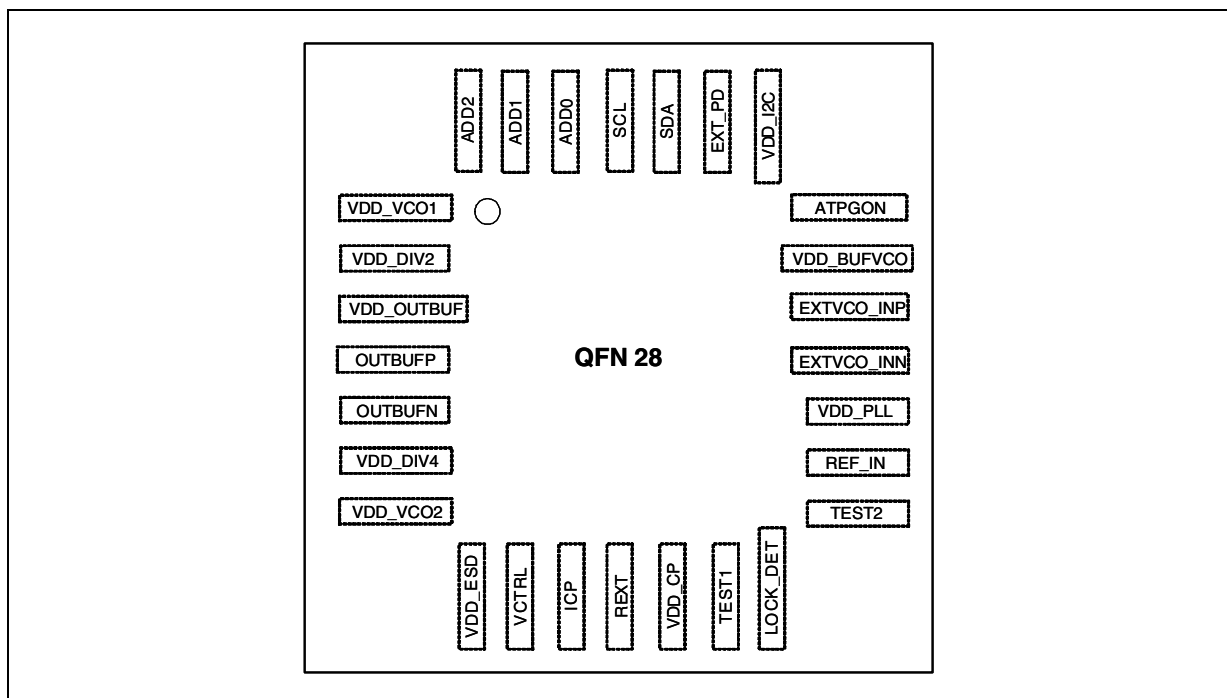 ADD2
ADD1
ADD0
SCL
SDA
EXT_PD
VDD_I2C
VDD_VCO1
ATPGON
VDD_DIV2
VDD_BUFVCO
VDD_OUTBUF
EXTVCO_INP
OUTBUFP
QFN 28
EXTVCO_INN
OUTBUFN
VDD_PLL
VDD_DIV4
REF_IN
VDD_VCO2
TEST2
VDD_ESD
VCTRL
ICP
REXT
VDD_CP
TEST1
LOCK_DET